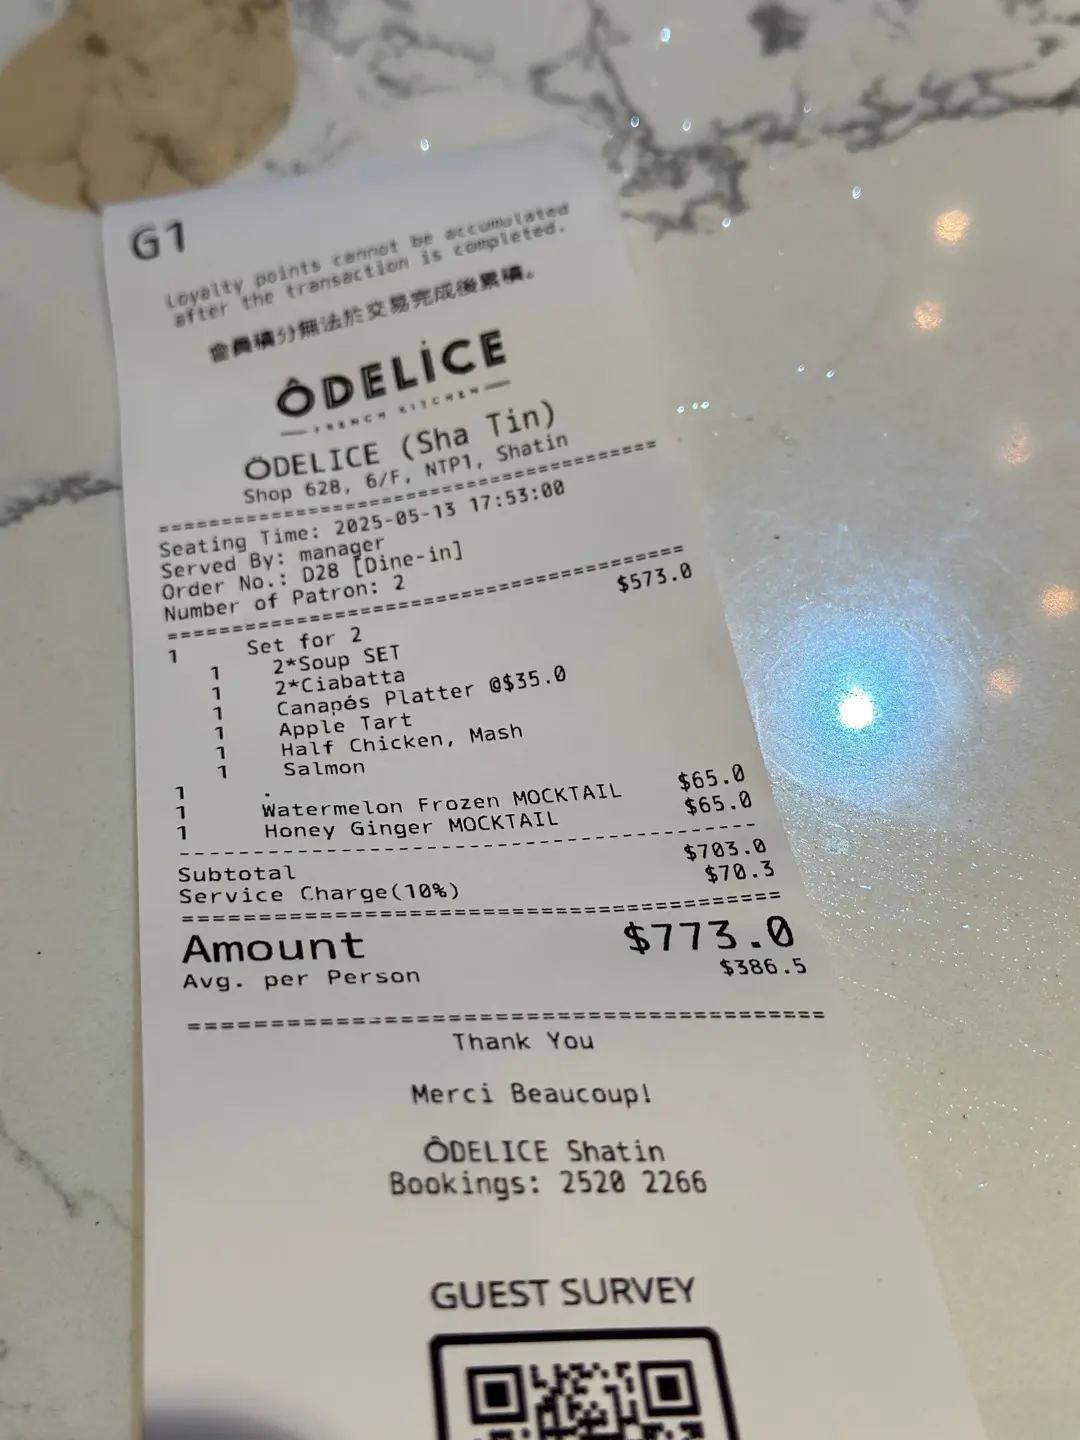 G1
Loyalty points cannot be accumulated
after the transaction is completed.
會員積分無法於交易完成後累積。
ÔDELİCE
FRENCH KITCHEN
ÔDELICE (Sha Tin)
Shop 628, 6/F, NTP1, Shatin
========================================
Seating Time: 2025-05-13 17:53:00
Served By: manager
Order No.: D28 [Dine-in]
Number of Patron: 2
========================================
1 Set for 2 $573.0
1 2*Soup SET
1 2*Ciabatta
1 Canapés Platter @$35.0
1 Apple Tart
1 Half Chicken, Mash
1 Salmon
1 .
1 Watermelon Frozen MOCKTAIL $65.0
1 Honey Ginger MOCKTAIL $65.0
----------------------------------------
Subtotal $703.0
Service Charge(10%) $70.3
========================================
Amount $773.0
Avg. per Person $386.5
========================================
Thank You
Merci Beaucoup!
ÔDELICE Shatin
Bookings: 2520 2266
GUEST SURVEY